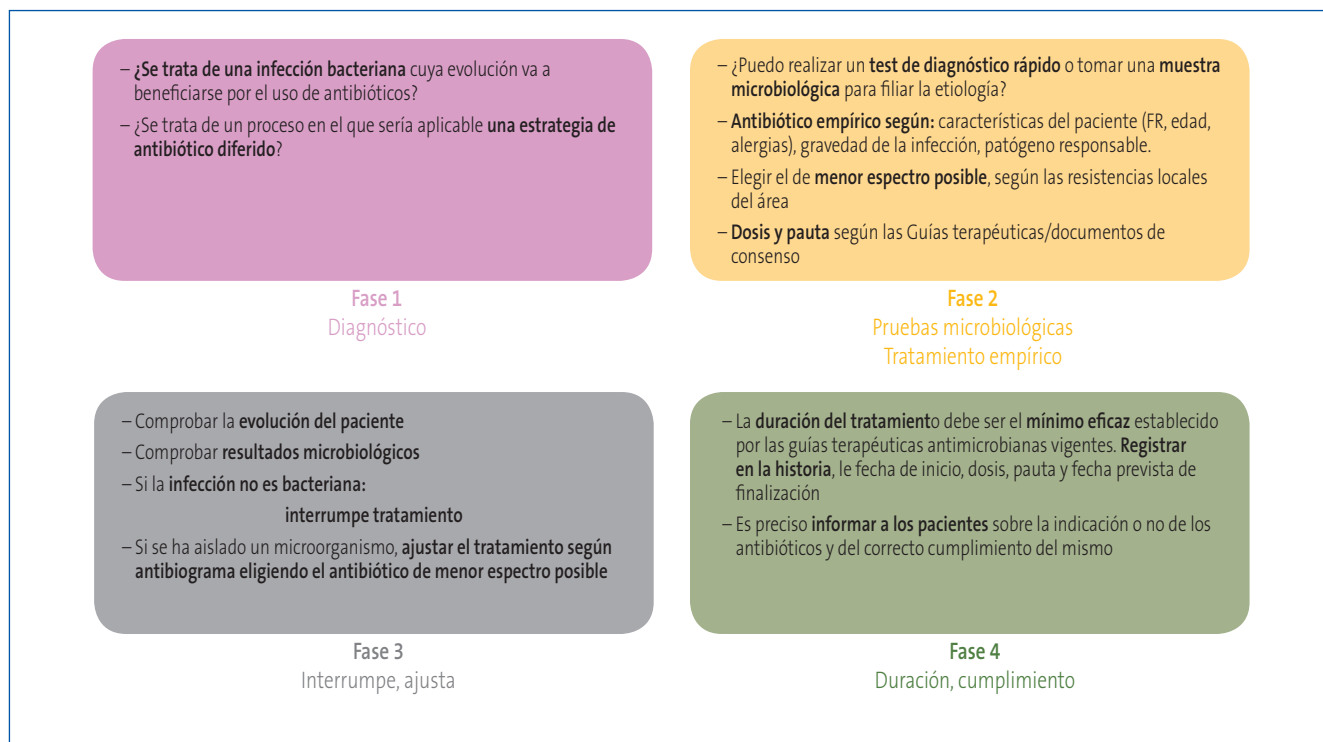 – ¿Se trata de una infección bacteriana cuya evolución va a
beneficiarse por el uso de antibióticos?
– ¿Se trata de un proceso en el que sería aplicable una estrategia de
antibiótico diferido?
Fase 1
Diagnóstico
– ¿Puedo realizar un test de diagnóstico rápido o tomar una muestra
microbiológica para filiar la etiología?
– Antibiótico empírico según: características del paciente (FR, edad,
alergias), gravedad de la infección, patógeno responsable.
– Elegir el de menor espectro posible, según las resistencias locales
del área
– Dosis y pauta según las Guías terapéuticas/documentos de
consenso
Fase 2
Pruebas microbiológicas
Tratamiento empírico
– Comprobar la evolución del paciente
– Comprobar resultados microbiológicos
– Si la infección no es bacteriana:
interrumpe tratamiento
– Si se ha aislado un microorganismo, ajustar el tratamiento según
antibiograma eligiendo el antibiótico de menor espectro posible
Fase 3
Interrumpe, ajusta
– La duración del tratamiento debe ser el mínimo eficaz establecido
por las guías terapéuticas antimicrobianas vigentes. Registrar
en la historia, le fecha de inicio, dosis, pauta y fecha prevista de
finalización
– Es preciso informar a los pacientes sobre la indicación o no de los
antibióticos y del correcto cumplimiento del mismo
Fase 4
Duración, cumplimiento